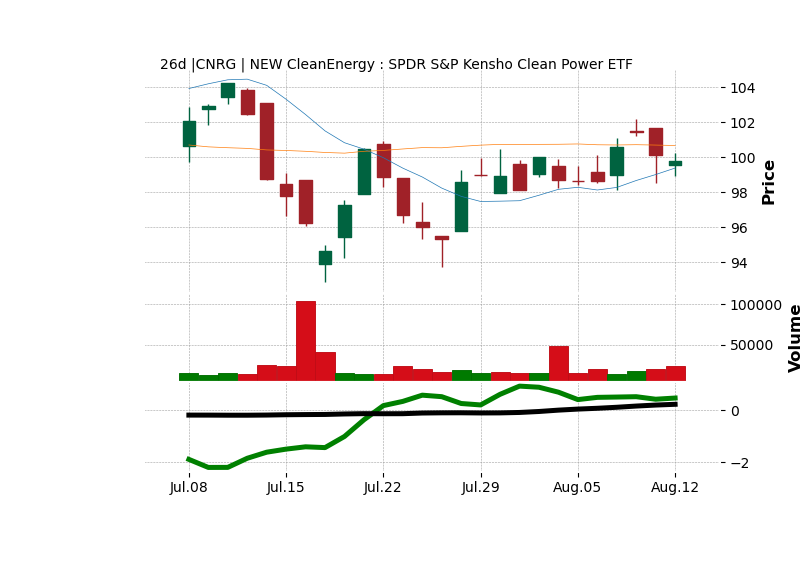 26d |CNRG | NEW CleanEnergy : SPDR S&P Kensho Clean Power ETF
104
102
100
98
96
94
Price
100000
50000
Volume
0
−2
Jul.08 Jul.15 Jul.22 Jul.29 Aug.05 Aug.12